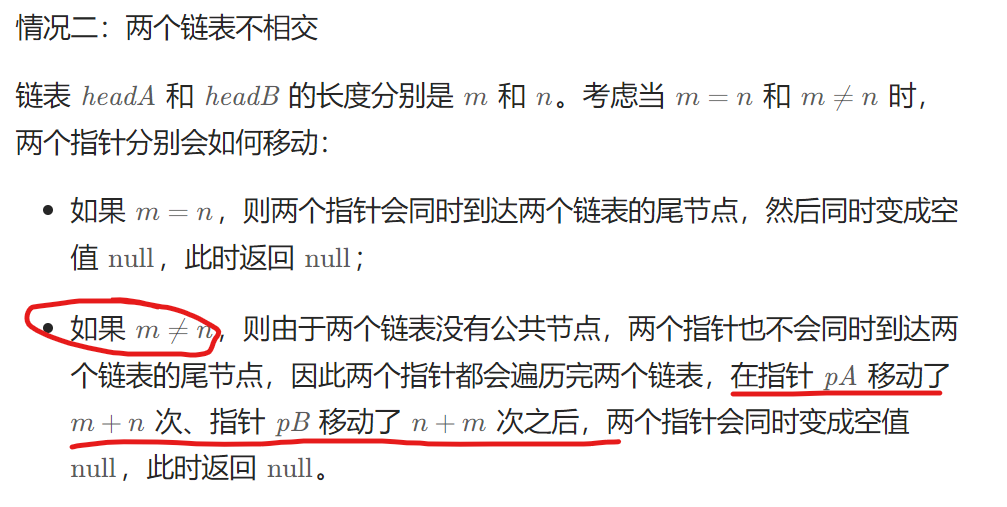 情况二：两个链表不相交
链表 headA 和 headB 的长度分别是 m 和 n。考虑当 m = n 和 m ≠ n 时，
两个指针分别会如何移动：
• 如果 m = n，则两个指针会同时到达两个链表的尾节点，然后同时变成空
值 null，此时返回 null；
• 如果 m ≠ n，则由于两个链表没有公共节点，两个指针也不会同时到达两
个链表的尾节点，因此两个指针都会遍历完两个链表，在指针 pA 移动了
m + n 次、指针 pB 移动了 n + m 次之后，两个指针会同时变成空值
null，此时返回 null。